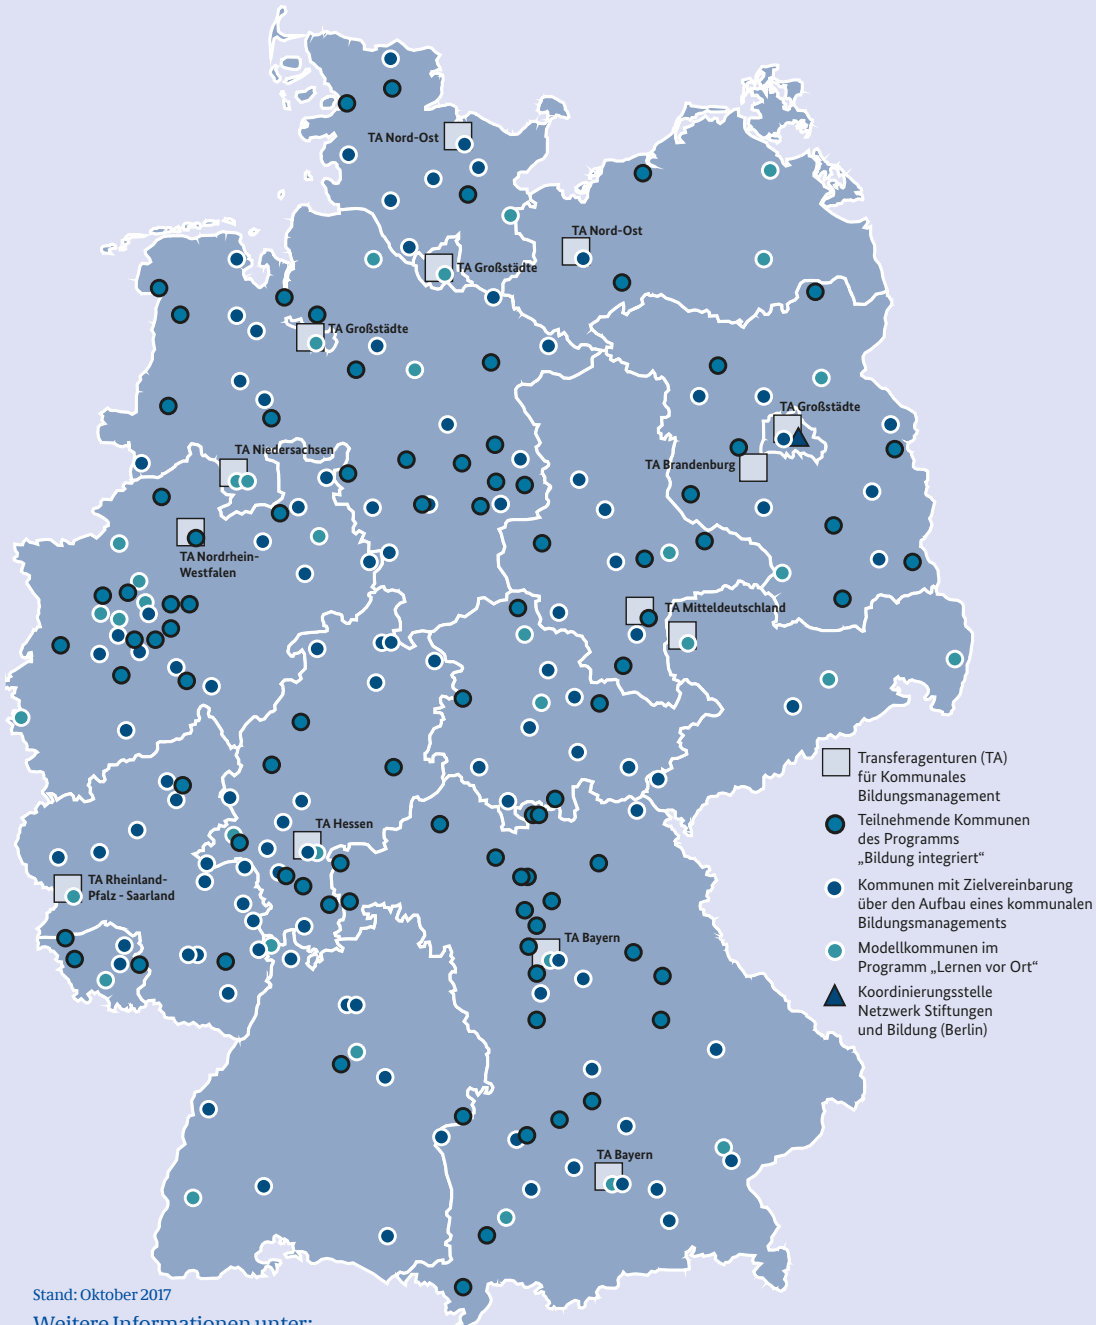 TA Nord-Ost
TA Nord-Ost
TA Großstädte
TA Großstädte
TA Großstädte
TA Niedersachsen
TA Brandenburg
TA Nordrhein-
Westfalen
TA Mitteldeutschland
TA Hessen
TA Rheinland-
Pfalz - Saarland
TA Bayern
TA Bayern
Transferagenturen (TA)
für Kommunales
Bildungsmanagement
Teilnehmende Kommunen
des Programms
„Bildung integriert“
Kommunen mit Zielvereinbarung
über den Aufbau eines kommunalen
Bildungsmanagements
Modellkommunen im
Programm „Lernen vor Ort“
Koordinierungsstelle
Netzwerk Stiftungen
und Bildung (Berlin)
Stand: Oktober 2017
Weitere Informationen unter: